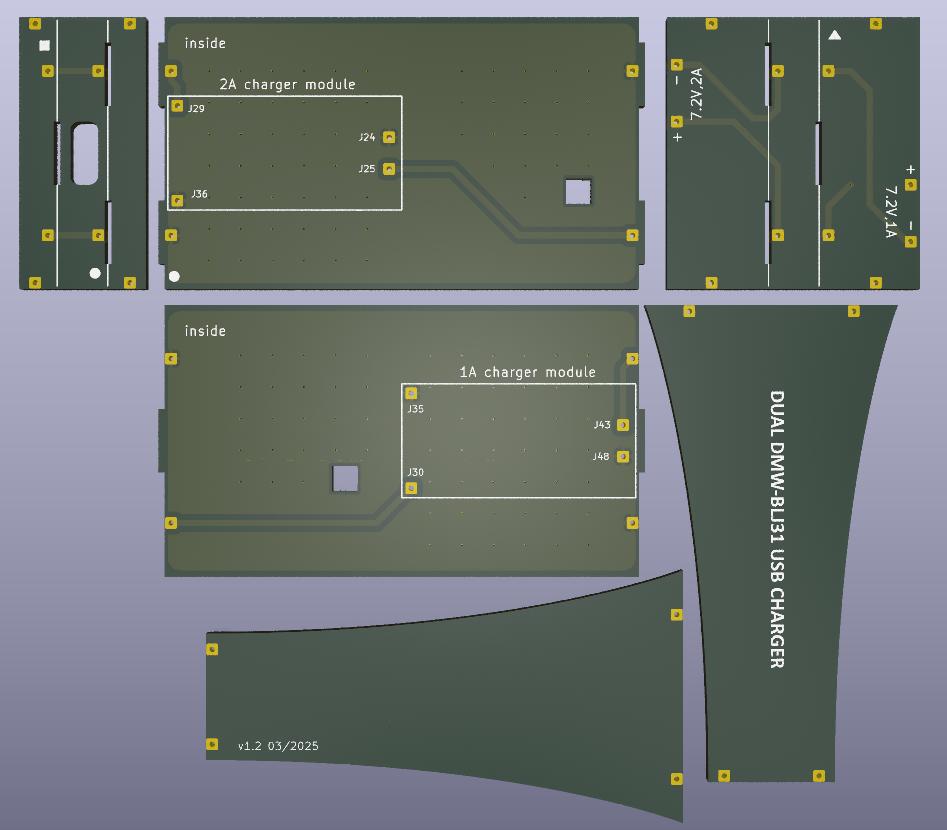 inside
2A charger module
J29
J24
J25
J36
7.2V,2A
−
+
+
7.2V,1A
−
inside
1A charger module
J35
J43
J48
J30
DUAL DMW-BLJ31 USB CHARGER
v1.2 03/2025